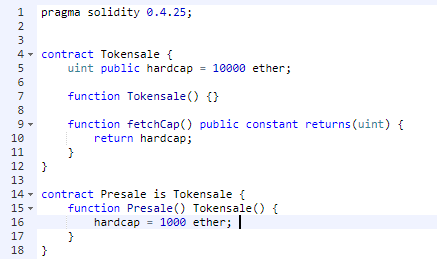 1 pragma solidity 0.4.25;
2
3
4 contract Tokensale {
5     uint public hardcap = 10000 ether;
6
7     function Tokensale() {}
8
9     function fetchCap() public constant returns(uint) {
10         return hardcap;
11     }
12 }
13
14 contract Presale is Tokensale {
15     function Presale() Tokensale() {
16         hardcap = 1000 ether;
17     }
18 }